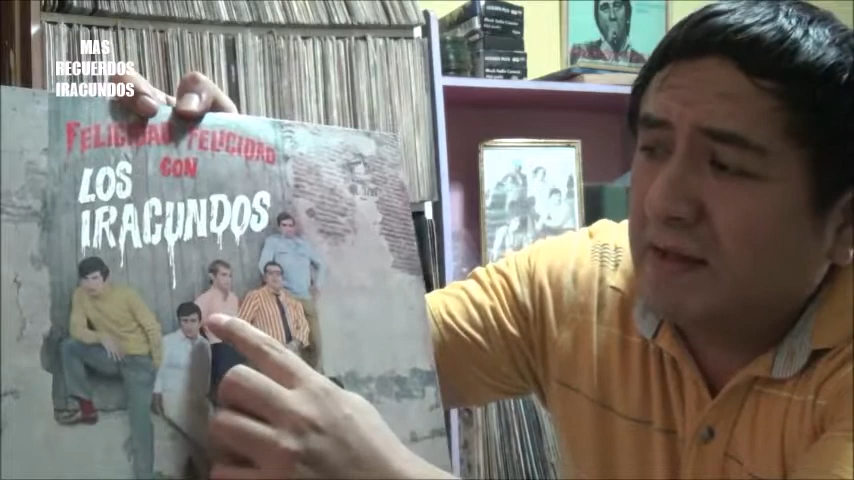 MAS
RECUERDOS
IRACUNDOS
FELICIDAD FELICIDAD
CON
LOS
IRACUNDOS